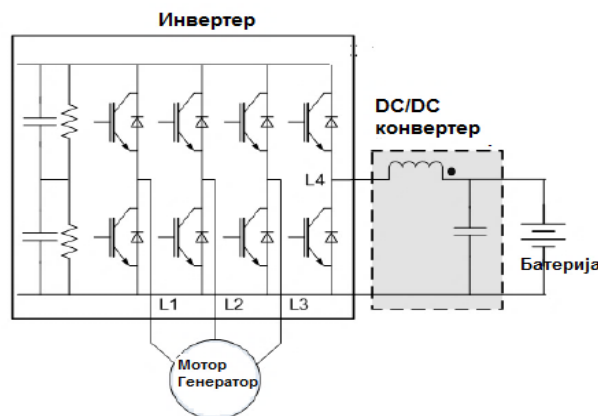 Инвертер
DC/DC
конвертер
L4
Батерија
L1 L2 L3
Мотор
Генератор